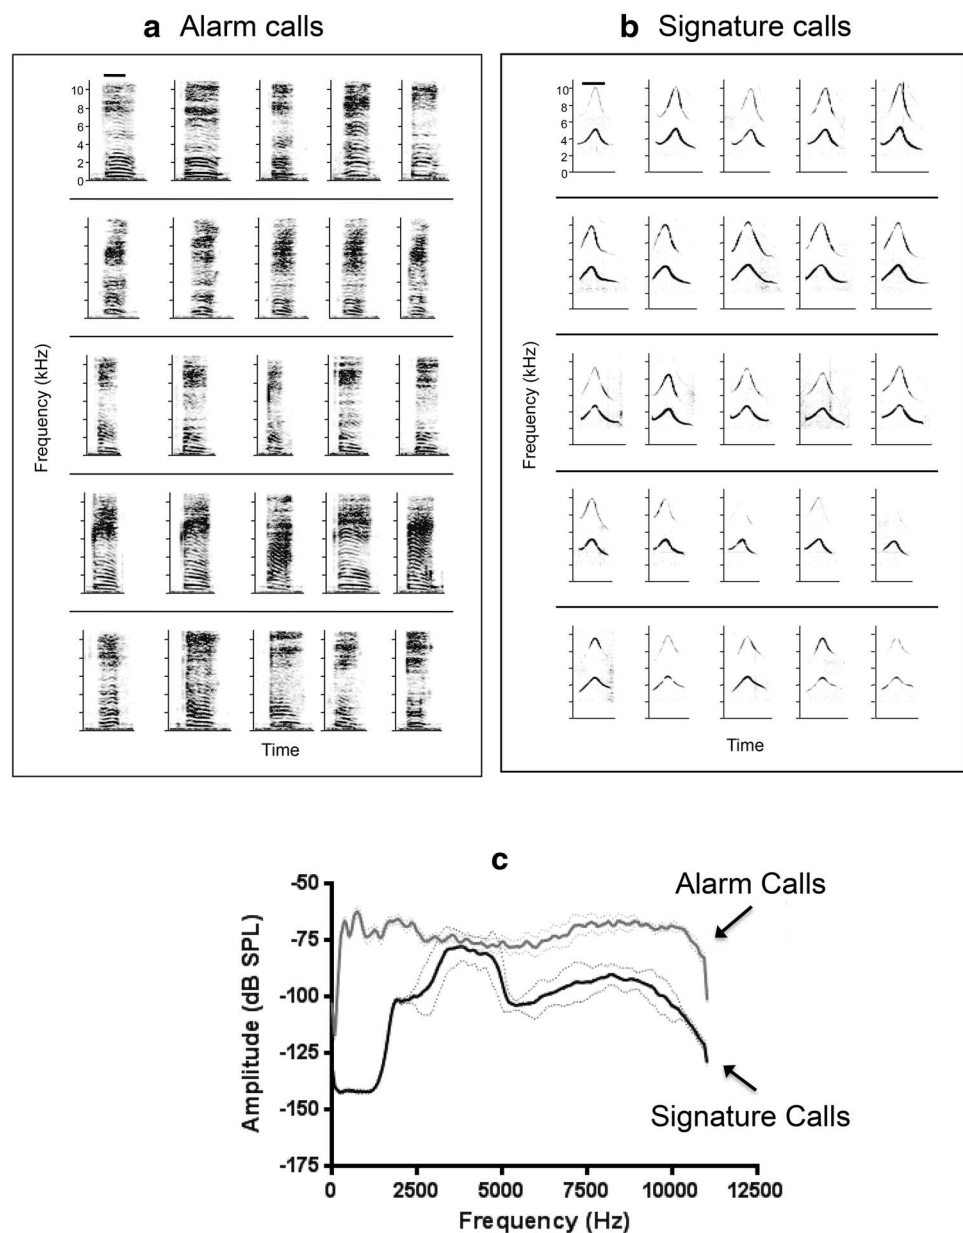 a Alarm calls
b Signature calls
10
8
6
4
2
0
Frequency (kHz)
Time
10
8
6
4
2
0
Frequency (kHz)
Time
c
Alarm Calls
Signature Calls
-50
-75
-100
-125
-150
-175
Amplitude (dB SPL)
0 2500 5000 7500 10000 12500
Frequency (Hz)